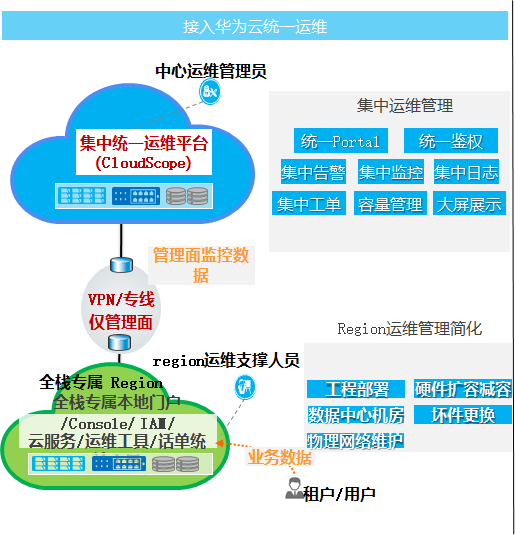 接入华为云统一运维
中心运维管理员
集中统一运维平台
(CloudScope)
集中运维管理
统一Portal
统一鉴权
集中告警
集中监控
集中日志
集中工单
容量管理
大屏展示
管理面监控数
据
VPN/专线
仅管理面
Region运维管理简化
region运维支撑人员
工程部署
硬件扩容减容
数据中心机房
坏件更换
物理网络维护
全栈专属 Region
全栈专属本地门户
/Console/ IAM/
云服务/运维工具/话单统
业务数据
租户/用户